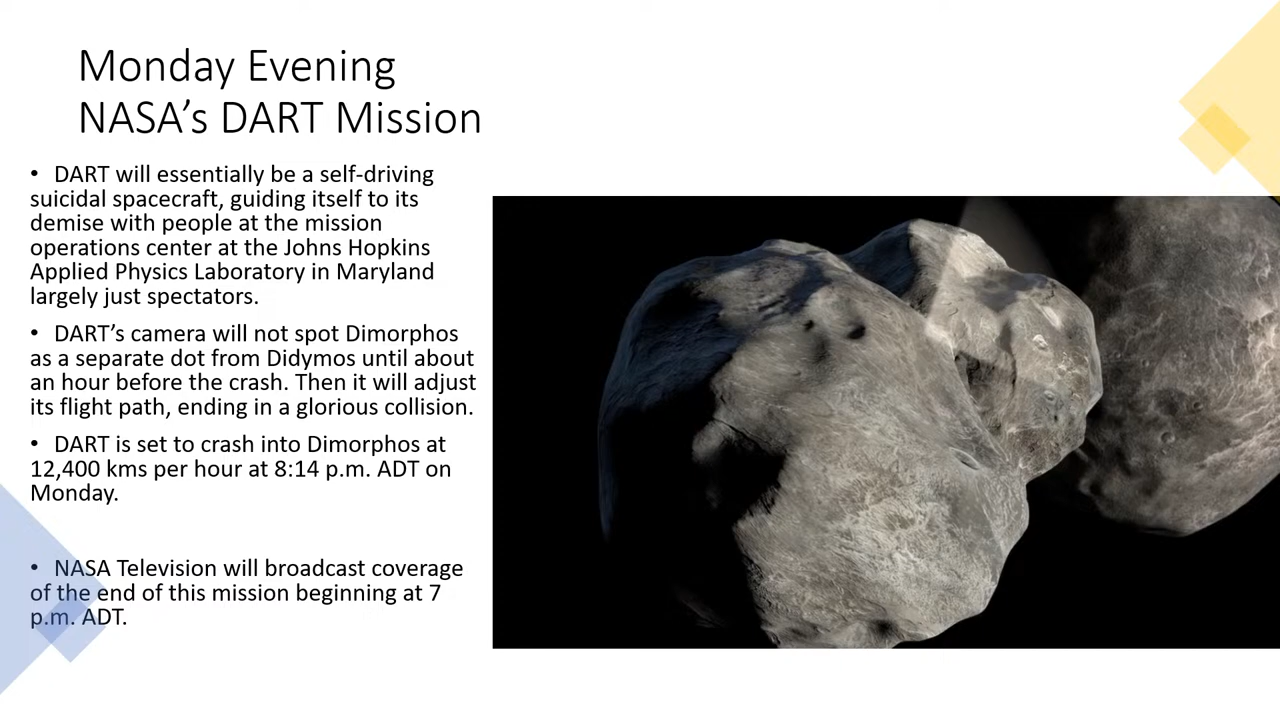 Monday Evening
NASA’s DART Mission
• DART will essentially be a self-driving
suicidal spacecraft, guiding itself to its
demise with people at the mission
operations center at the Johns Hopkins
Applied Physics Laboratory in Maryland
largely just spectators.
• DART’s camera will not spot Dimorphos
as a separate dot from Didymos until about
an hour before the crash. Then it will adjust
its flight path, ending in a glorious collision.
• DART is set to crash into Dimorphos at
12,400 kms per hour at 8:14 p.m. ADT on
Monday.
• NASA Television will broadcast coverage
of the end of this mission beginning at 7
p.m. ADT.